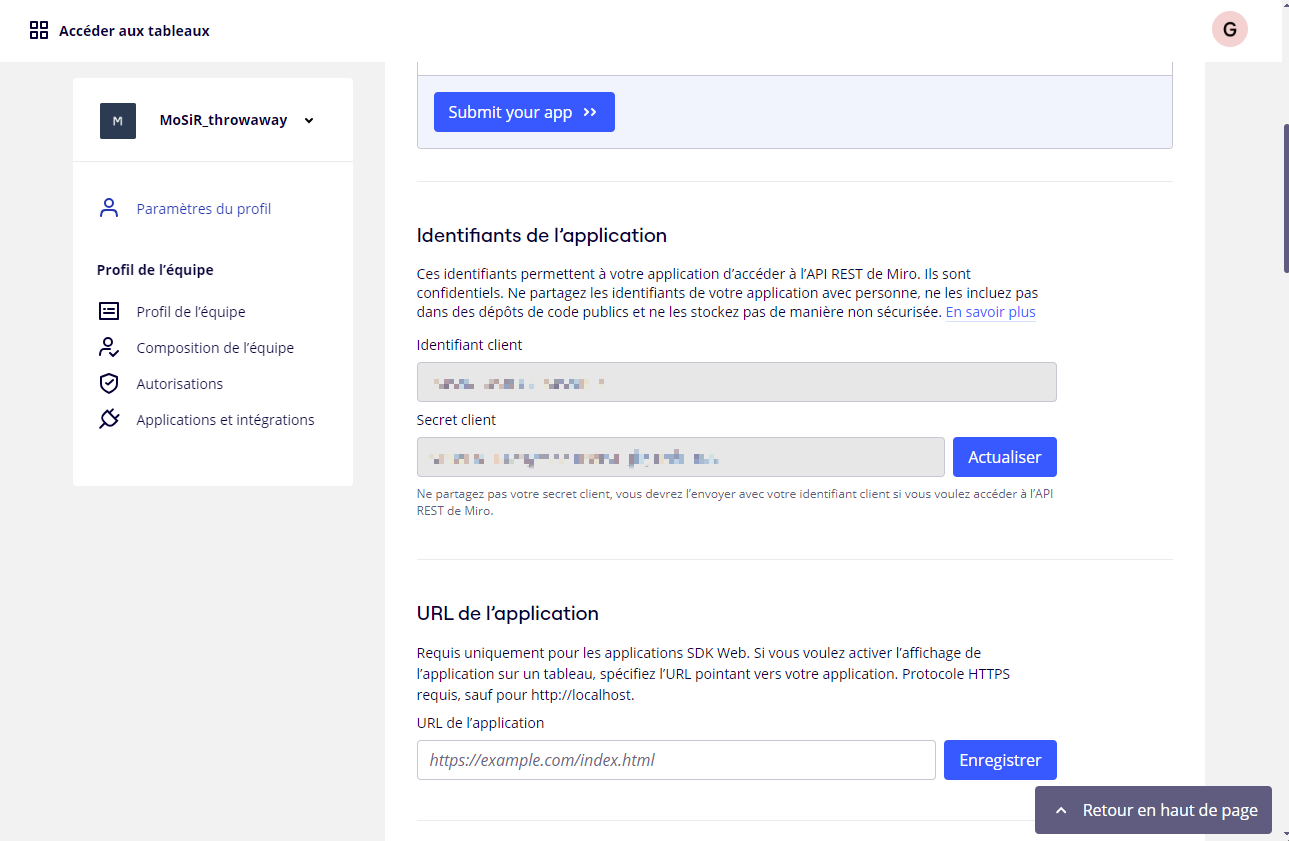 Accéder aux tableaux
G
M
MoSiR_throwaway
Paramètres du profil
Profil de l’équipe
Profil de l’équipe
Composition de l’équipe
Autorisations
Applications et intégrations
Submit your app
Identifiants de l’application
Ces identifiants permettent à votre application d’accéder à l’API REST de Miro. Ils sont
confidentiels. Ne partagez les identifiants de votre application avec personne, ne les incluez pas
dans des dépôts de code publics et ne les stockez pas de manière non sécurisée. En savoir plus
Identifiant client
Secret client
Actualiser
Ne partagez pas votre secret client, vous devrez l’envoyer avec votre identifiant client si vous voulez accéder à l’API
REST de Miro.
URL de l’application
Requis uniquement pour les applications SDK Web. Si vous voulez activer l’affichage de
l’application sur un tableau, spécifiez l’URL pointant vers votre application. Protocole HTTPS
requis, sauf pour http://localhost.
URL de l’application
https://example.com/index.html
Enregistrer
Retour en haut de page